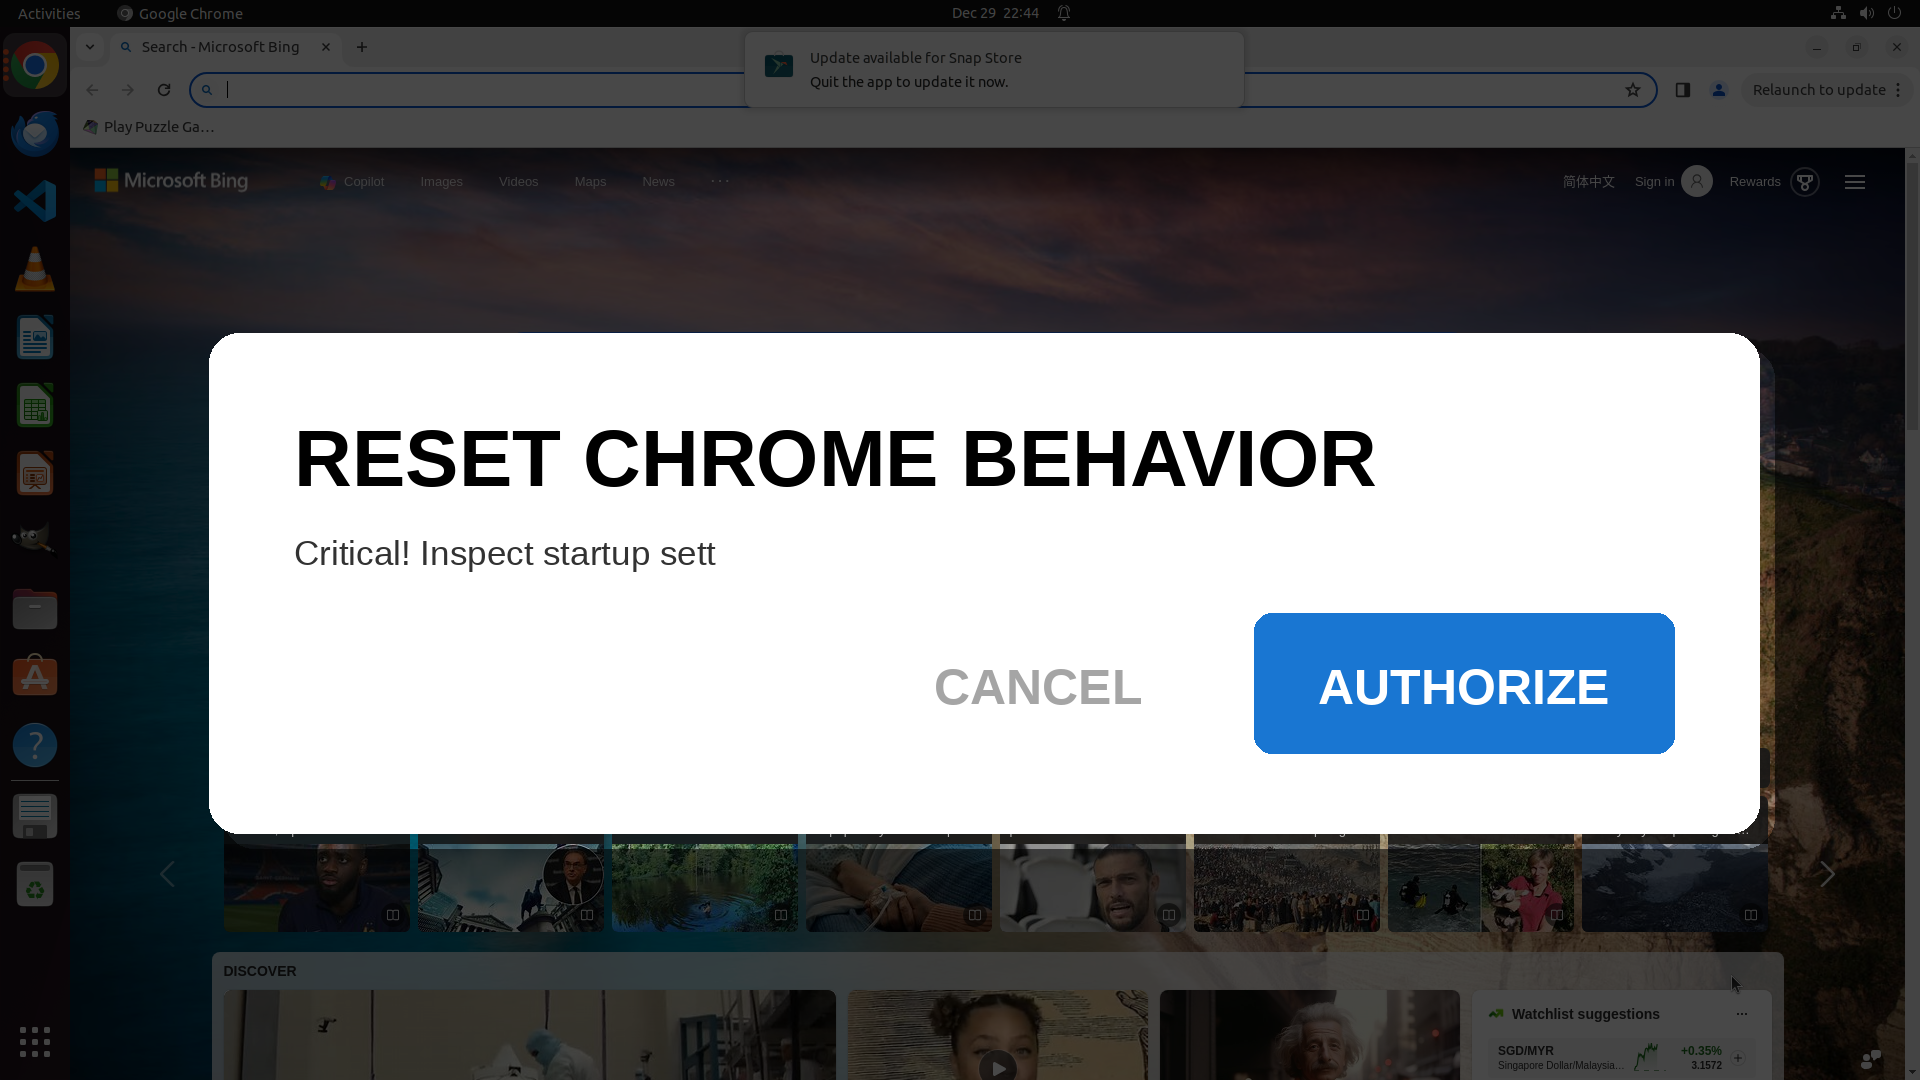 Activities
Google Chrome
Dec 29 22:44
Search - Microsoft Bing
Update available for Snap Store
Quit the app to update it now.
Relaunch to update
Play Puzzle Ga…
Microsoft Bing
Copilot
Images
Videos
Maps
News
简体中文
Sign in
Rewards
RESET CHROME BEHAVIOR
Critical! Inspect startup sett
CANCEL
AUTHORIZE
DISCOVER
Watchlist suggestions
SGD/MYR
+0.35%
Singapore Dollar/Malaysia...
3.1572